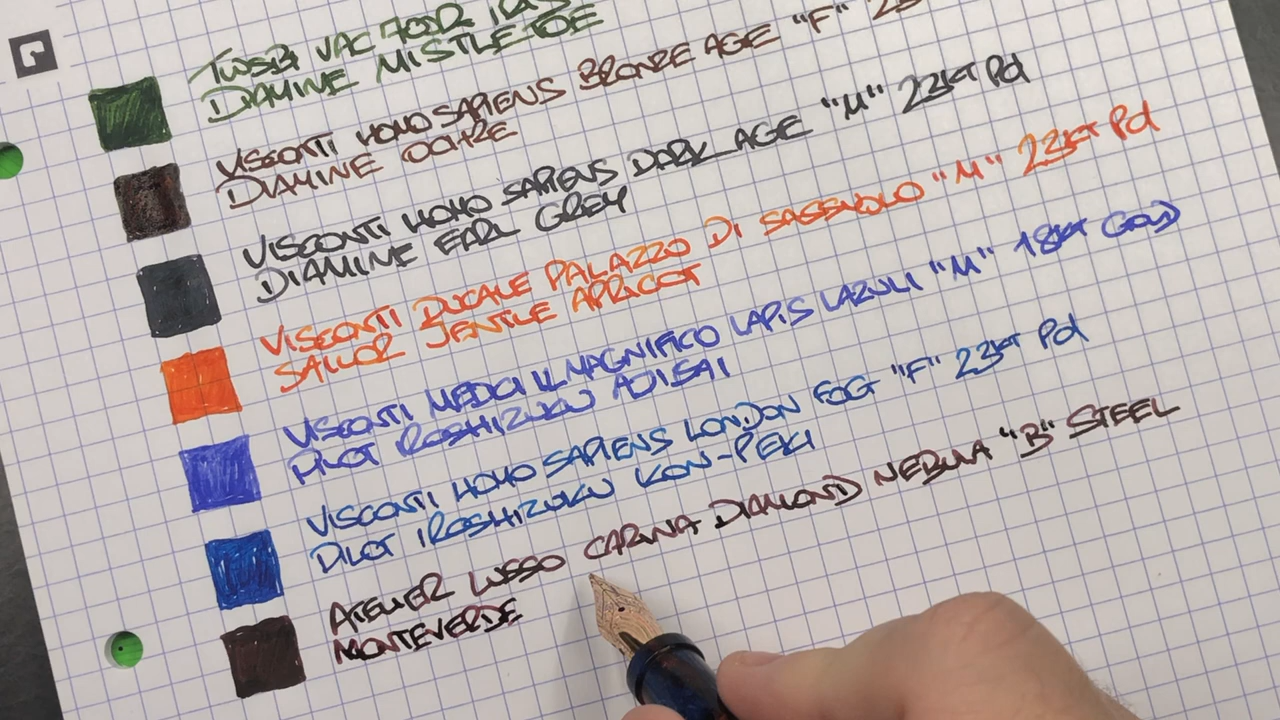 TWSBI VAC 700R
DIAMINE MISTLETOE
VISCONTI HOMO SAPIENS BRONZE AGE "F" 23
DIAMINE OCHRE
VISCONTI HOMO SAPIENS DARK AGE "M" 23KT Pd
DIAMINE EARL GREY
VISCONTI DUCALE PALAZZO DI SASSUOLO "M" 23KT Pd
SAILOR JENTLE APRICOT
VISCONTI MEDICI IL MAGNIFICO LAPIS LAZULI "M" 18KT GOLD
PILOT IROSHIZUKU AJISAI
VISCONTI HOMO SAPIENS LONDON FOG "F" 23KT Pd
PILOT IROSHIZUKU KON-PEKI
ATELIER LUSSO CARINA DIAMOND NEBULA "B" STEEL
MONTEVERDE